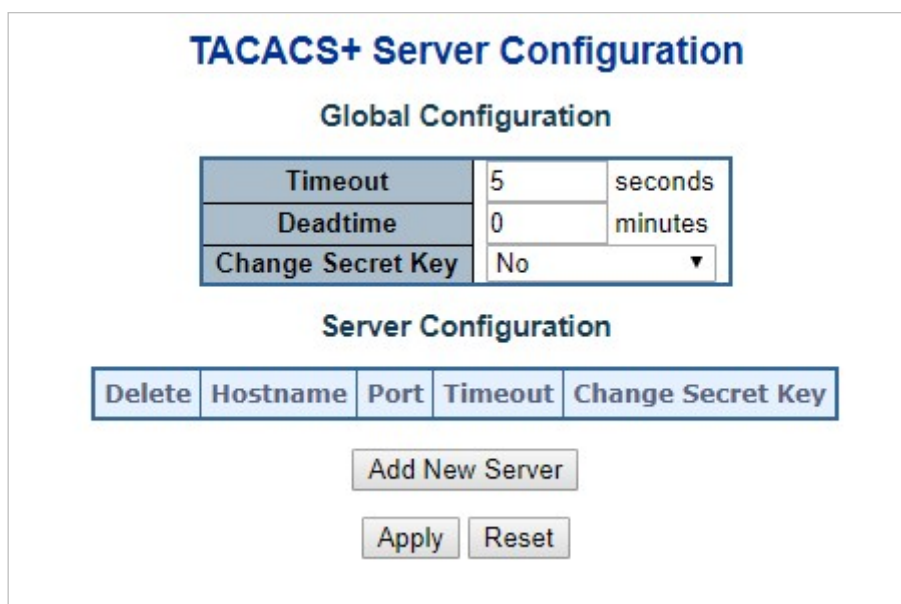 TACACS+ Server Configuration
Global Configuration
Timeout 5 seconds
Deadtime 0 minutes
Change Secret Key No
Server Configuration
Delete Hostname Port Timeout Change Secret Key
Add New Server
Apply Reset